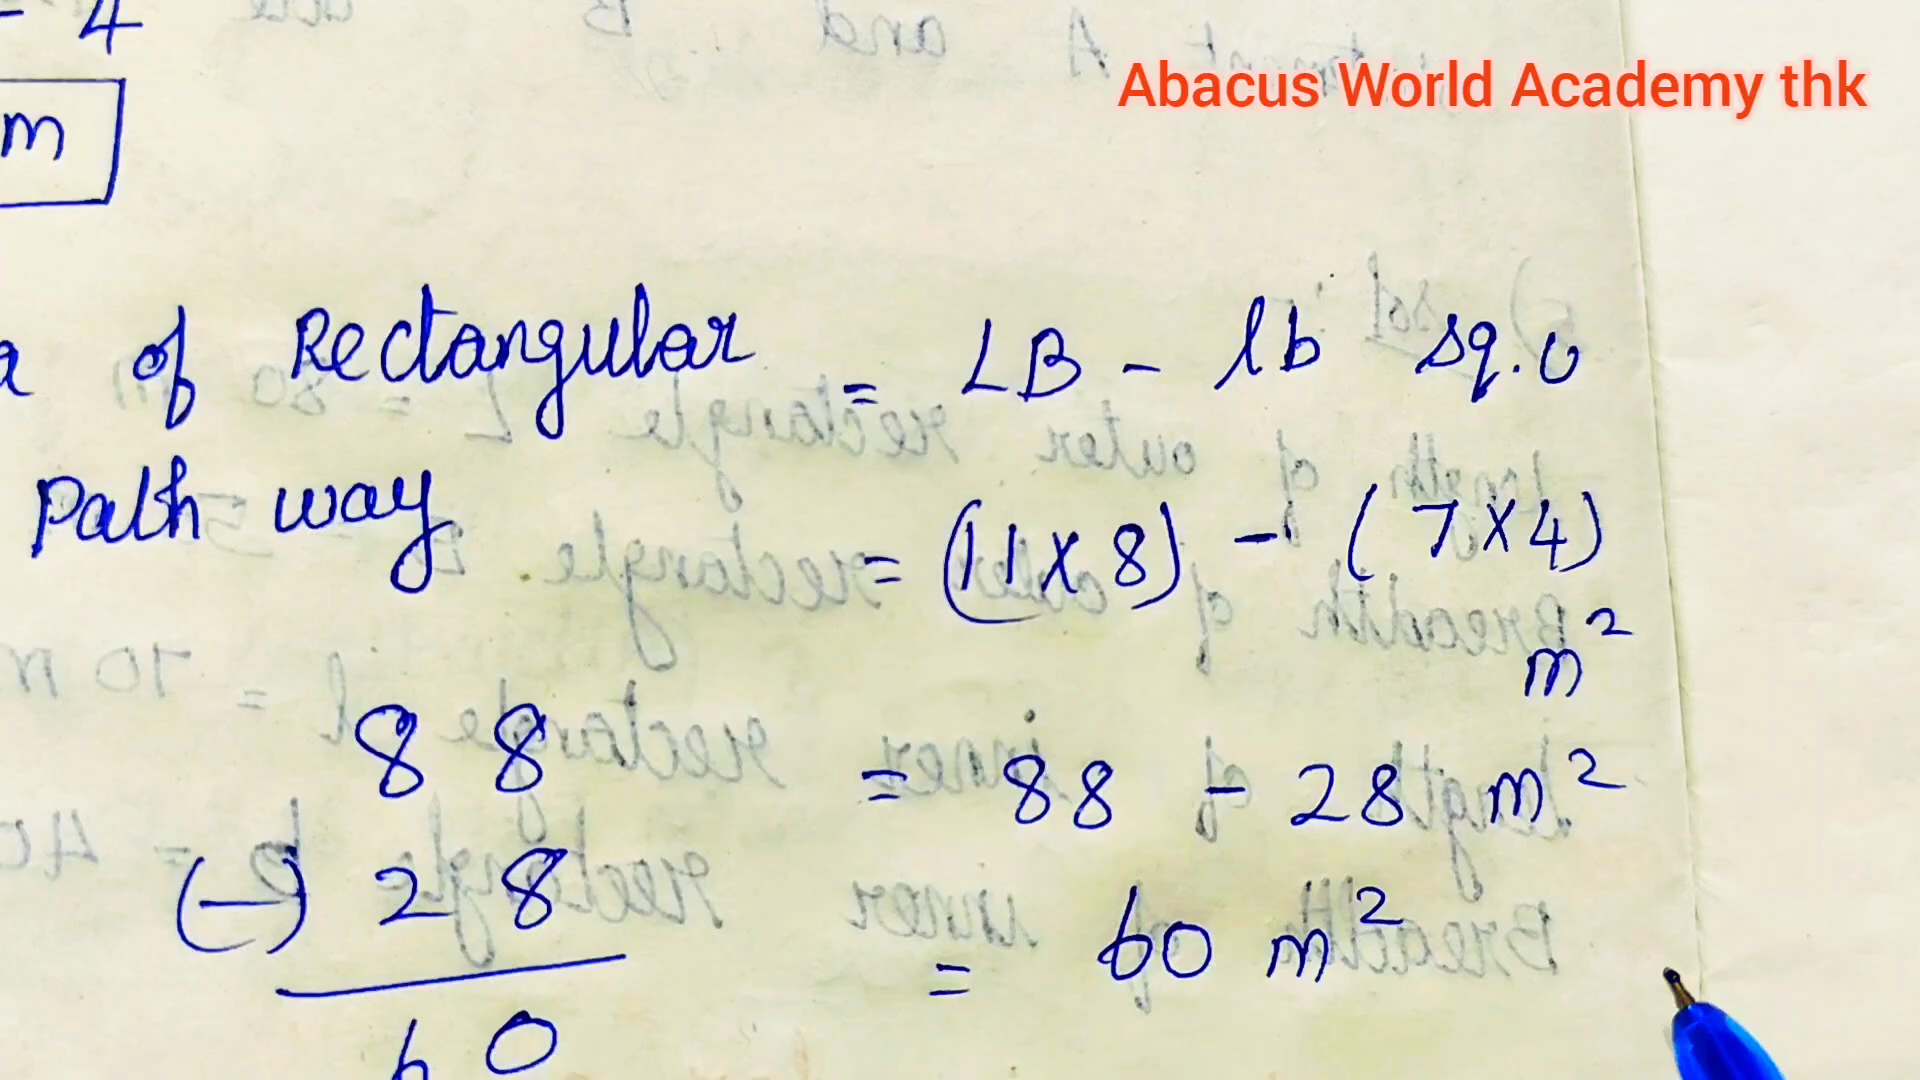 - 4
Abacus World Academy thk
m
a of Rectangular = LB - lb sq. u
Path way = (11 x 8) - (7 x 4) m²
88 = 88 - 28 m²
(-) 28 = 60 m²
60